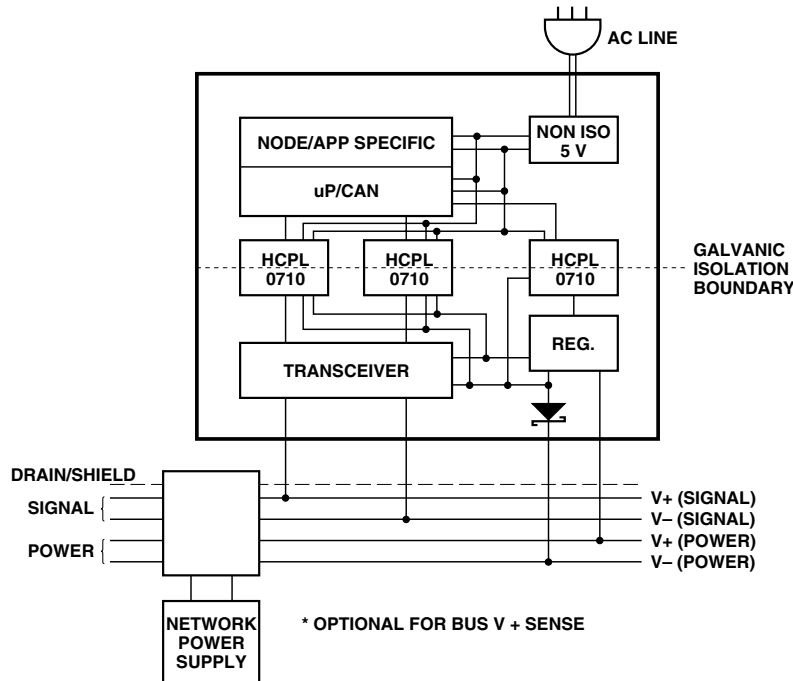 AC LINE
NON ISO
5 V
NODE/APP SPECIFIC
uP/CAN
HCPL
0710
HCPL
0710
HCPL
0710
GALVANIC
ISOLATION
BOUNDARY
REG.
TRANSCEIVER
DRAIN/SHIELD
SIGNAL
POWER
V+ (SIGNAL)
V– (SIGNAL)
V+ (POWER)
V– (POWER)
NETWORK
POWER
SUPPLY
* OPTIONAL FOR BUS V + SENSE